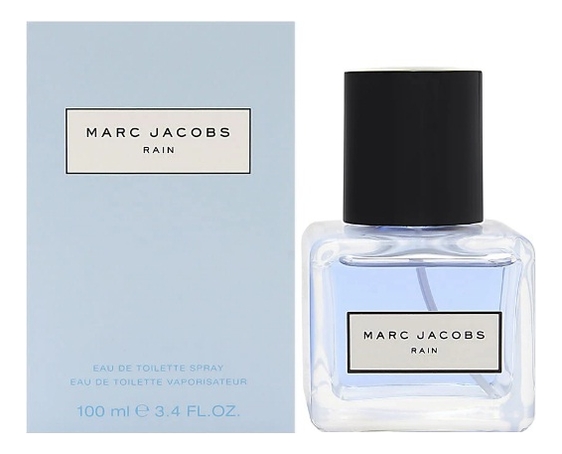 MARC JACOBS
RAIN
EAU DE TOILETTE SPRAY
EAU DE TOILETTE VAPORISATEUR
100 ml ℮ 3.4 FL.OZ.
MARC JACOBS
RAIN